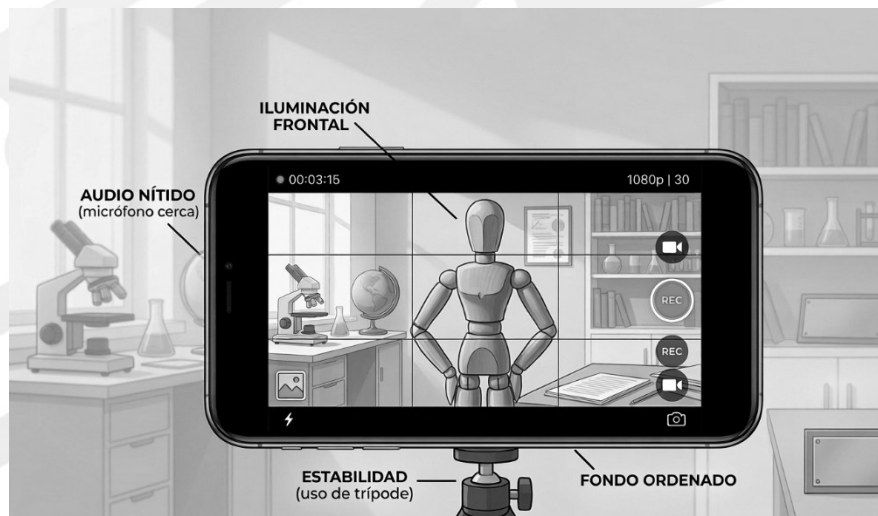 ILUMINACIÓN
FRONTAL
AUDIO NÍTIDO
(micrófono cerca)
00:03:15
1080p | 30
REC
REC
ESTABILIDAD
(uso de trípode)
FONDO ORDENADO